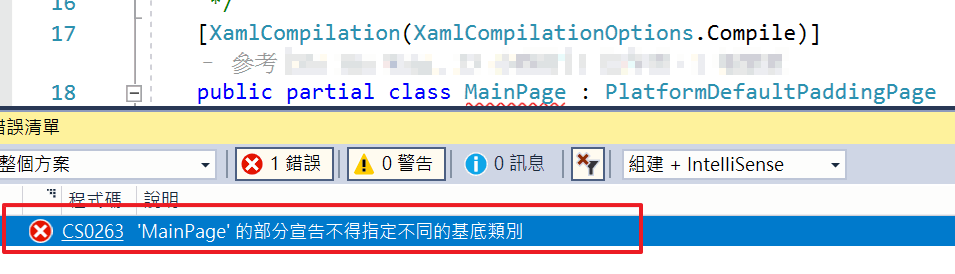 16
*/
17
[XamlCompilation(XamlCompilationOptions.Compile)]
- 參考
18
public partial class MainPage : PlatformDefaultPaddingPage
錯誤清單
整個方案
1 錯誤
0 警告
0 訊息
組建 + IntelliSense
程式碼
說明
CS0263 'MainPage' 的部分宣告不得指定不同的基底類別